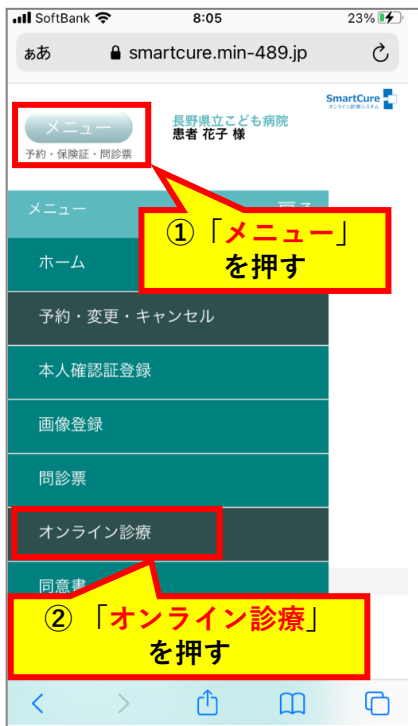 SoftBank 8:05 23%
ああ smartcure.min-489.jp
SmartCure
メニュー
長野県立こども病院
患者 花子 様
予約・保険証・問診票
メニュー
①「メニュー」
を押す
ホーム
予約・変更・キャンセル
本人確認証登録
画像登録
問診票
オンライン診療
同意書
②「オンライン診療」
を押す